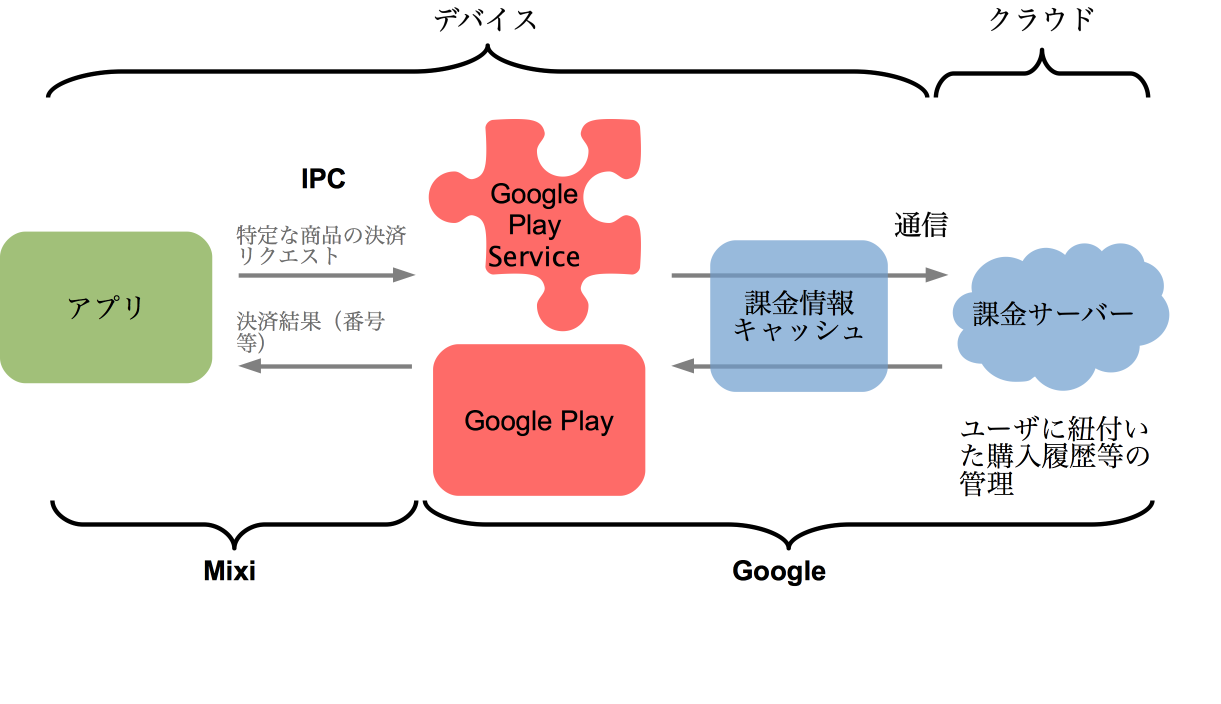 デバイス
クラウド
IPC
特定な商品の決済
リクエスト
決済結果（番号
等）
アプリ
Google
Play
Service
Google Play
通信
課金情報
キャッシュ
課金サーバー
ユーザに紐付い
た購入履歴等の
管理
Mixi
Google